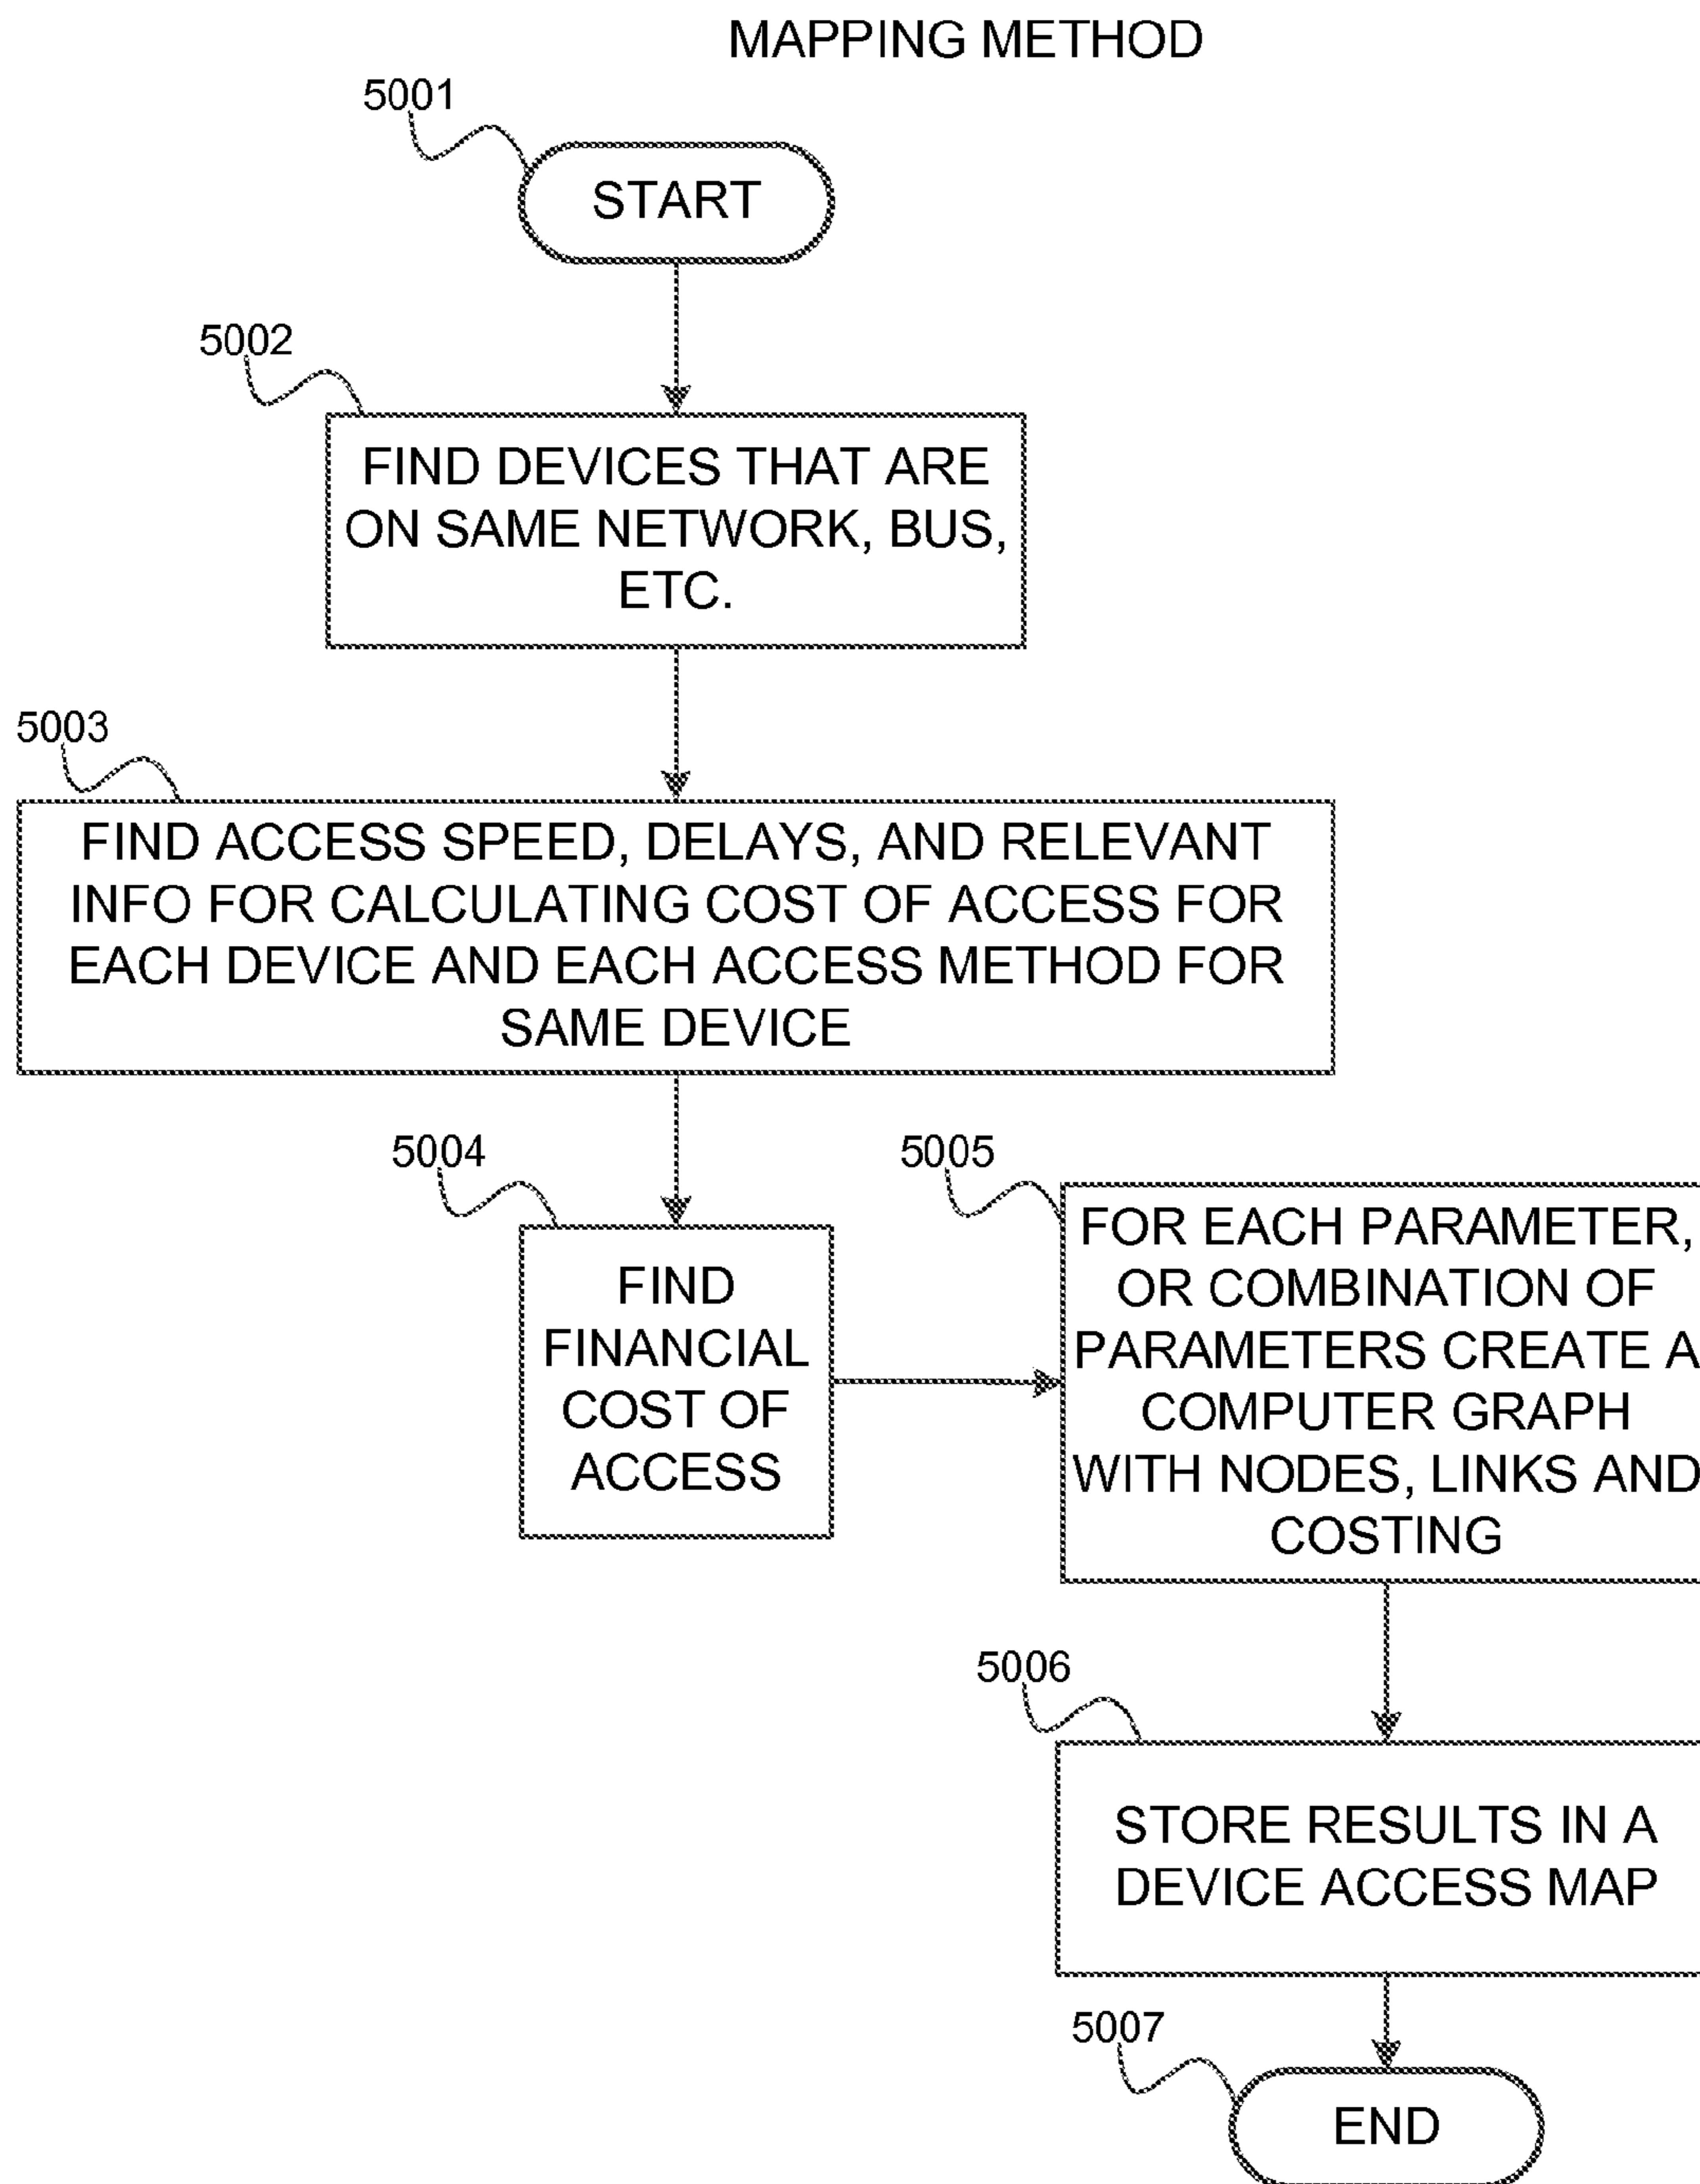 MAPPING METHOD
5001
START
5002
FIND DEVICES THAT ARE
ON SAME NETWORK, BUS,
ETC.
5003
FIND ACCESS SPEED, DELAYS, AND RELEVANT
INFO FOR CALCULATING COST OF ACCESS FOR
EACH DEVICE AND EACH ACCESS METHOD FOR
SAME DEVICE
5004
FIND
FINANCIAL
COST OF
ACCESS
5005
FOR EACH PARAMETER,
OR COMBINATION OF
PARAMETERS CREATE A
COMPUTER GRAPH
WITH NODES, LINKS AND
COSTING
5006
STORE RESULTS IN A
DEVICE ACCESS MAP
5007
END